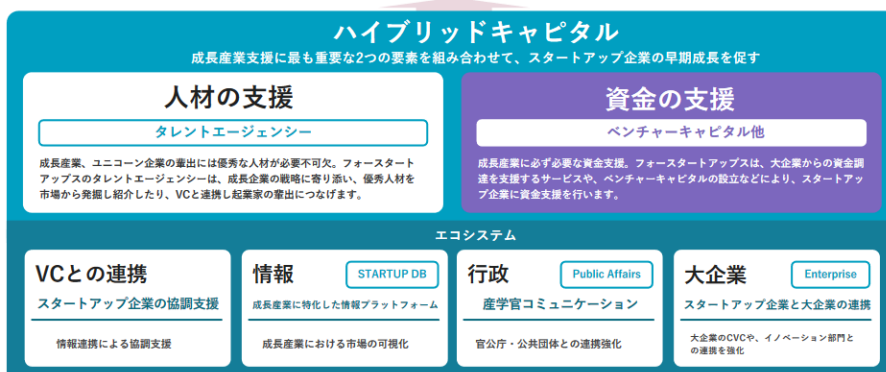 ハイブリッドキャピタル
成長産業支援に最も重要な2つの要素を組み合わせて、スタートアップ企業の早期成長を促す
人材の支援
タレントエージェンシー
成長産業、ユニコーン企業の輩出には優秀な人材が必要不可欠。フォースタート
アップスのタレントエージェンシーは、成長企業の戦略に寄り添い、優秀人材を
市場から発掘し紹介したり、VCと連携し起業家の輩出につなげます。
資金の支援
ベンチャーキャピタル他
成長産業に必ず必要な資金支援。フォースタートアップスは、大企業からの資金調
達を支援するサービスや、ベンチャーキャピタルの設立などにより、スタートアッ
プ企業に資金支援を行います。
エコシステム
VCとの連携
スタートアップ企業の協調支援
情報連携による協調支援
情報
STARTUP DB
成長産業に特化した情報プラットフォーム
成長産業における市場の可視化
行政
Public Affairs
産学官コミュニケーション
官公庁・公共団体との連携強化
大企業
Enterprise
スタートアップ企業と大企業の連携
大企業のCVCや、イノベーション部門と
の連携を強化